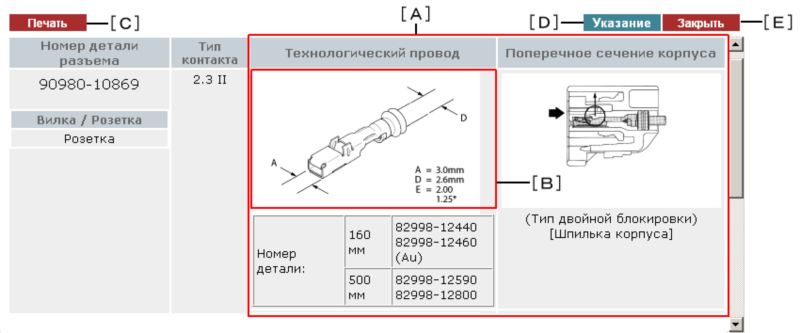 [A]
Печать
[C]
[D]
Указание
Закрыть
[E]
Номер детали
разъема
Тип
контакта
Технологический провод
Поперечное сечение корпуса
90980-10869
2.3 II
Вилка / Розетка
Розетка
A
D
A = 3.0mm
D = 2.6mm
E = 2.00
1.25*
[B]
Номер
детали:
160
мм
82998-12440
82998-12460
(Au)
500
мм
82998-12590
82998-12800
(Тип двойной блокировки)
[Шпилька корпуса]